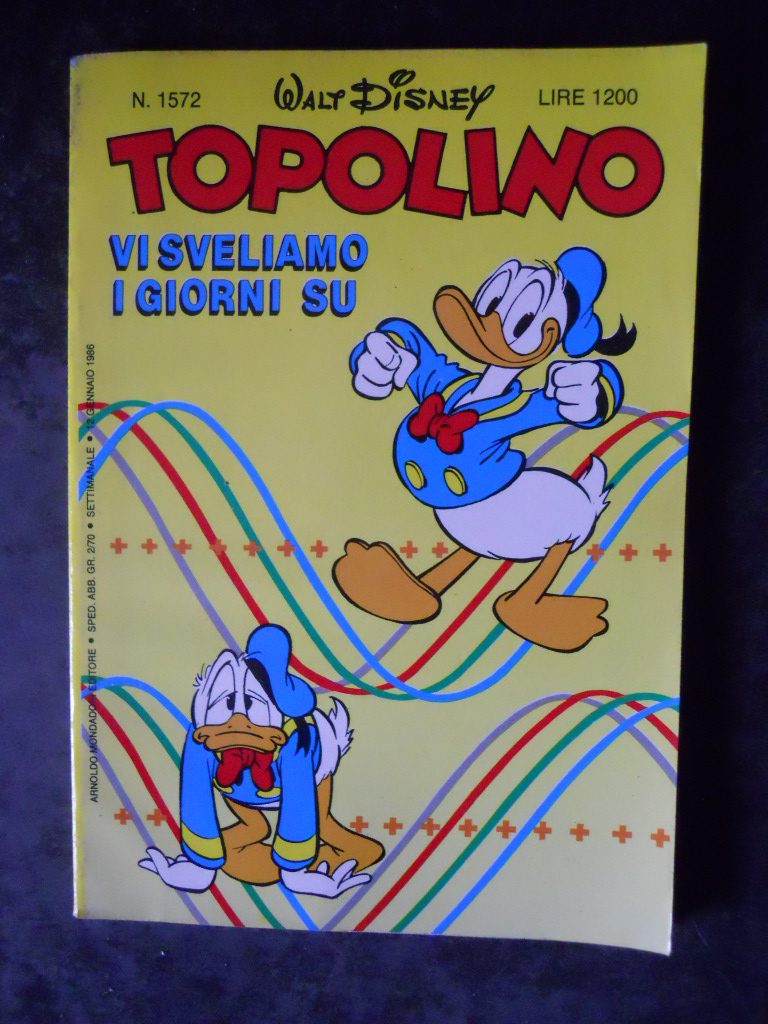 N. 1572
WALT DISNEY
LIRE 1200
TOPOLINO
VI SVELIAMO
I GIORNI SU
ARNOLDO MONDADORI EDITORE • SPED. ABB. GR. 2/70 • SETTIMANALE • 12 GENNAIO 1986